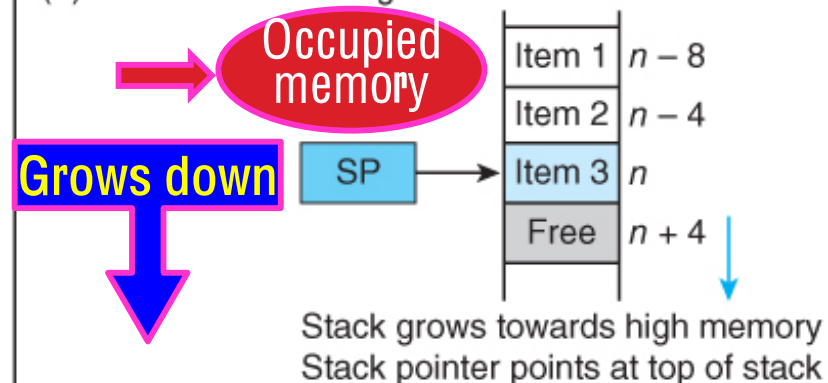 Occupied
memory
Item 1 n – 8
Item 2 n – 4
Grows down
SP
Item 3 n
Free n + 4
Stack grows towards high memory
Stack pointer points at top of stack